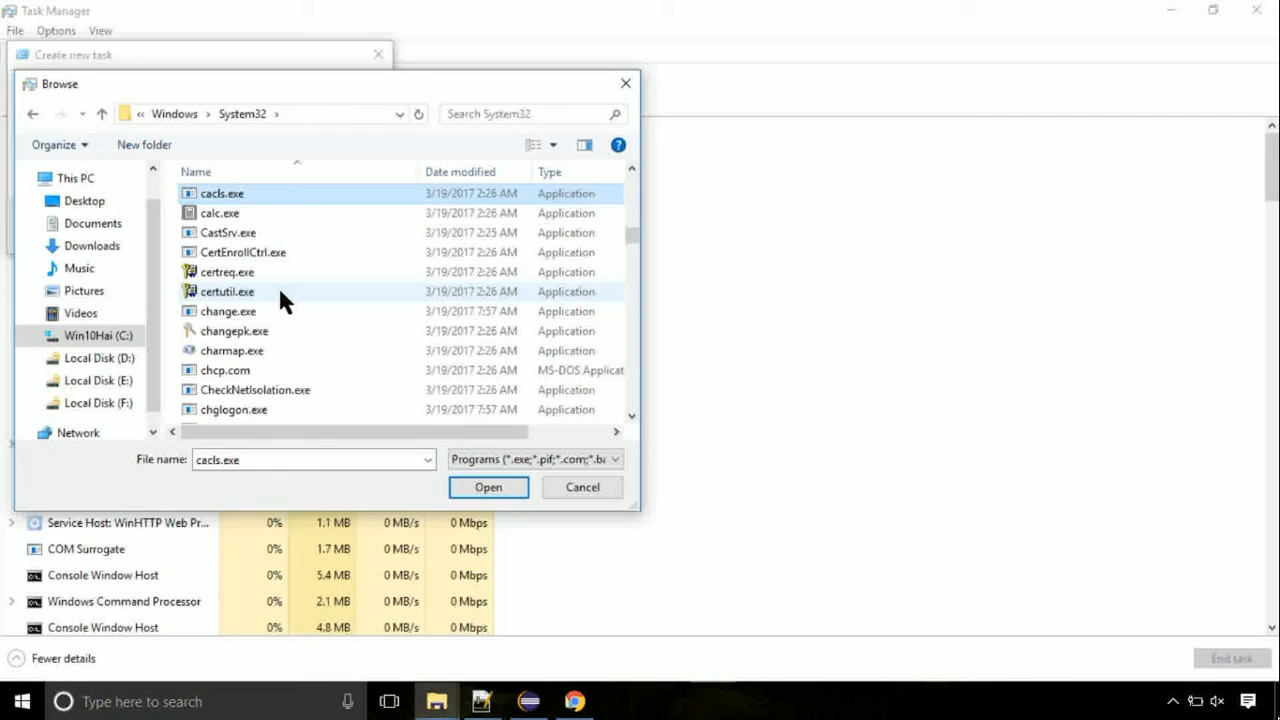 Task Manager
File Options View
Create new task
Browse
« Windows › System32 ›
Search System32
Organize New folder
Name Date modified Type
This PC
Desktop
Documents
Downloads
Music
Pictures
Videos
Win10Hai (C:)
Local Disk (D:)
Local Disk (E:)
Local Disk (F:)
Network
cacls.exe 3/19/2017 2:26 AM Application
calc.exe 3/19/2017 2:26 AM Application
CastSrv.exe 3/19/2017 2:25 AM Application
CertEnrollCtrl.exe 3/19/2017 2:26 AM Application
certreq.exe 3/19/2017 2:26 AM Application
certutil.exe 3/19/2017 2:26 AM Application
change.exe 3/19/2017 7:57 AM Application
changepk.exe 3/19/2017 2:26 AM Application
charmap.exe 3/19/2017 2:26 AM Application
chcp.com 3/19/2017 2:26 AM MS-DOS Applicat
CheckNetIsolation.exe 3/19/2017 2:26 AM Application
chglogon.exe 3/19/2017 7:57 AM Application
File name: cacls.exe
Programs (*.exe;*.pif;*.com;*.ba
Open Cancel
Service Host: WinHTTP Web Pr... 0% 1.1 MB 0 MB/s 0 Mbps
COM Surrogate 0% 1.7 MB 0 MB/s 0 Mbps
Console Window Host 0% 5.4 MB 0 MB/s 0 Mbps
Windows Command Processor 0% 2.1 MB 0 MB/s 0 Mbps
Console Window Host 0% 4.8 MB 0 MB/s 0 Mbps
Fewer details
End task
Type here to search